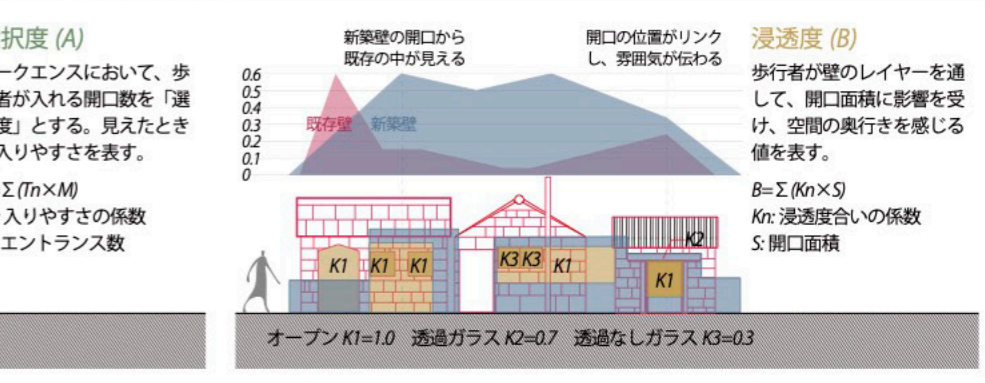 択度 (A)
ークエンスにおいて、歩
者が入れる開口数を「選
度」とする。見えたとき
入りやすさを表す。
Σ(Tn×M)
入りやすさの係数
エントランス数
新築壁の開口から
既存の中が見える
開口の位置がリンク
し、雰囲気が伝わる
0.6
0.5
0.4
0.3
0.2
0.1
0
既存壁
新築壁
K1
K1
K1
K3
K3
K1
K2
K1
オープン K1=1.0 透過ガラス K2=0.7 透過なしガラス K3=0.3
浸透度 (B)
歩行者が壁のレイヤーを通
して、開口面積に影響を受
け、空間の奥行きを感じる
値を表す。
B=Σ(Kn×S)
Kn: 浸透度合いの係数
S: 開口面積